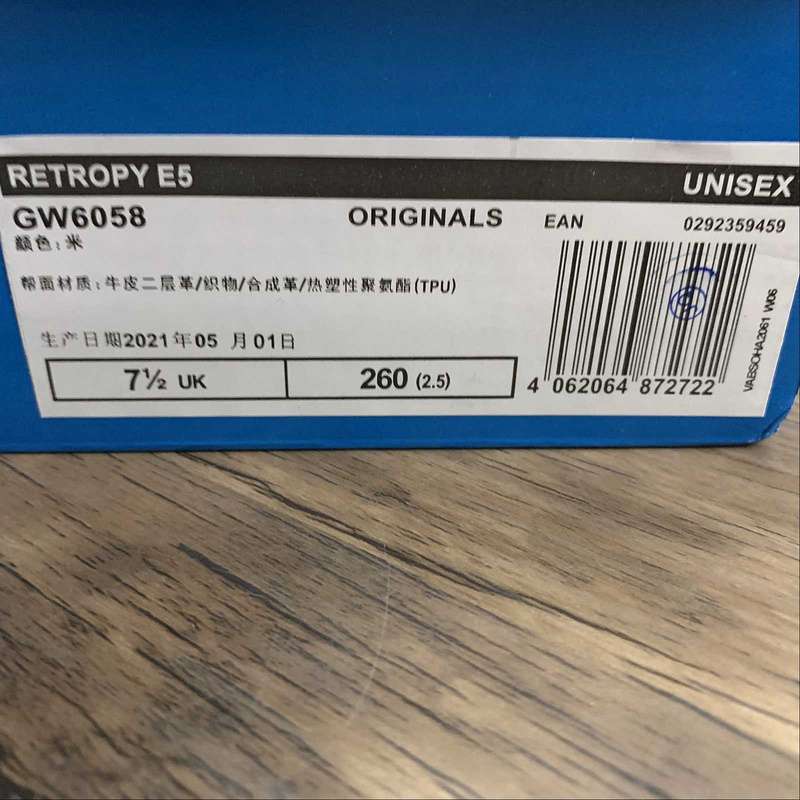 RETROPY E5
UNISEX
GW6058 ORIGINALS EAN 0292359459
颜色:米
帮面材质:牛皮二层革/织物/合成革/热塑性聚氨酯(TPU)
生产日期2021年05 月01日
7½ UK 260 (2.5)
4 062064 872722
VABSOHA2061 W06